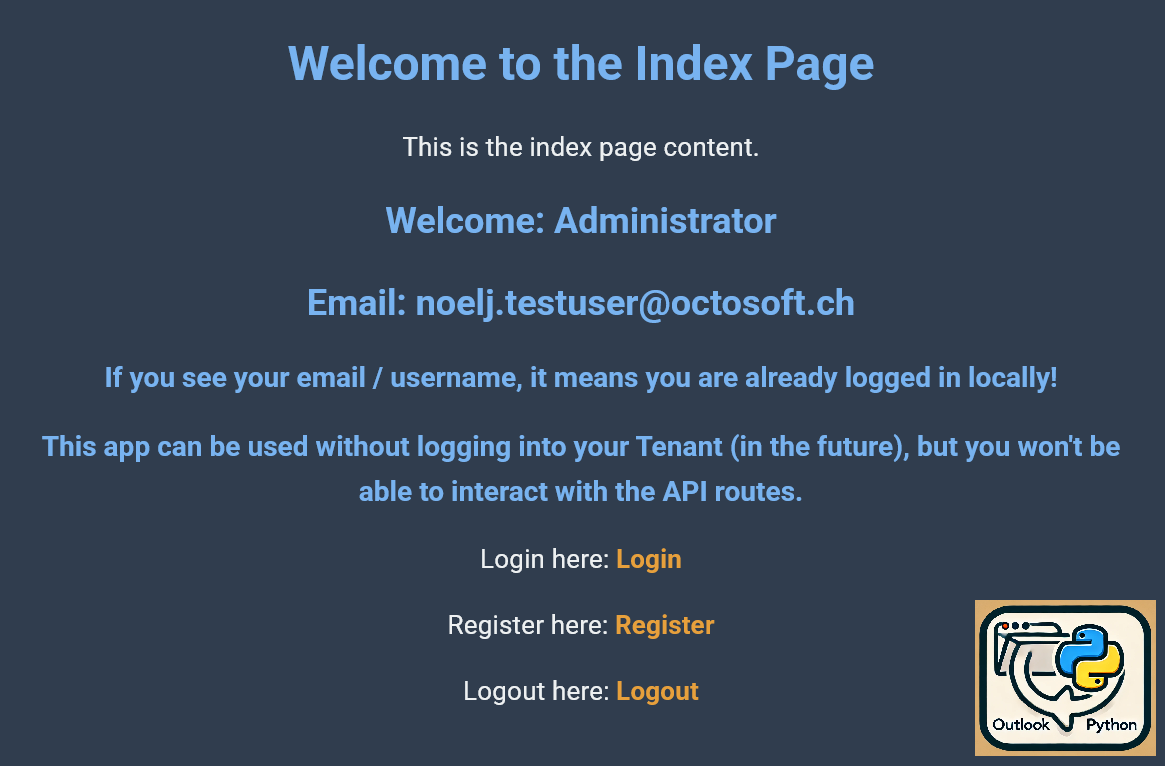 Welcome to the Index Page
This is the index page content.
Welcome: Administrator
Email: noelj.testuser@octosoft.ch
If you see your email / username, it means you are already logged in locally!
This app can be used without logging into your Tenant (in the future), but you won't be
able to interact with the API routes.
Login here: Login
Register here: Register
Logout here: Logout
Outlook Python